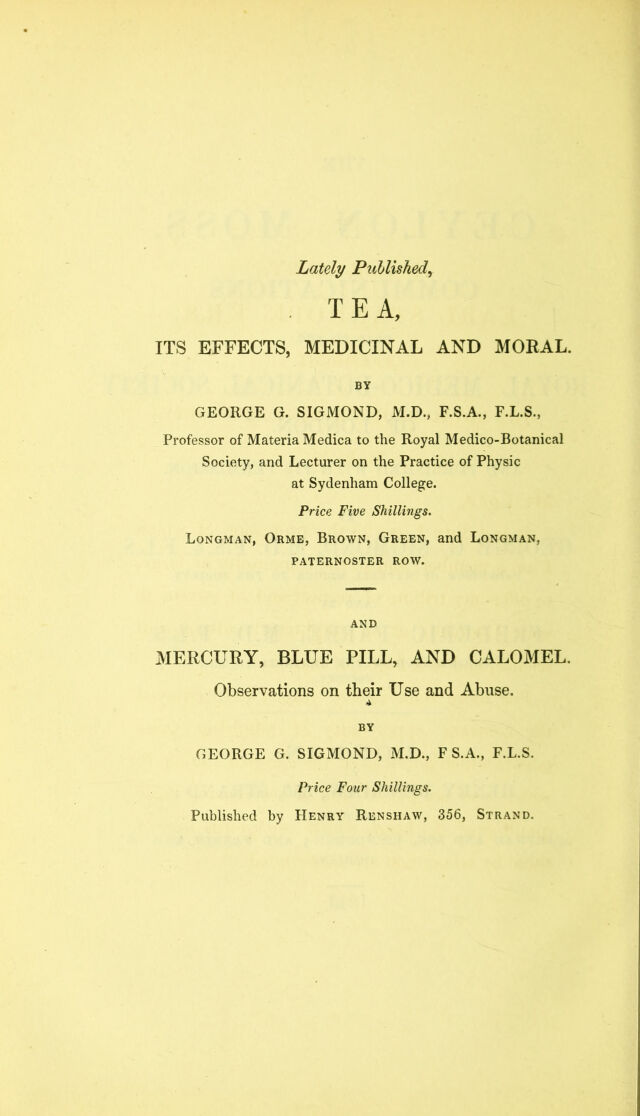 Lately Published,
TEA,
ITS EFFECTS, MEDICINAL AND MORAL.
BY
GEORGE G. SIGMOND, M.D., F.S.A., F.L.S.,
Professor of Materia Medica to the Royal Medico-Botanical
Society, and Lecturer on the Practice of Physic
at Sydenham College.
Price Five Shillings.
LONGMAN, ORME, BROWN, GREEN, and LONGMAN,
PATERNOSTER ROW.
AND
MERCURY, BLUE PILL, AND CALOMEL.
Observations on their Use and Abuse.
BY
GEORGE G. SIGMOND, M.D., F S.A., F.L.S.
Price Four Shillings.
Published by HENRY RENSHAW, 356, STRAND.